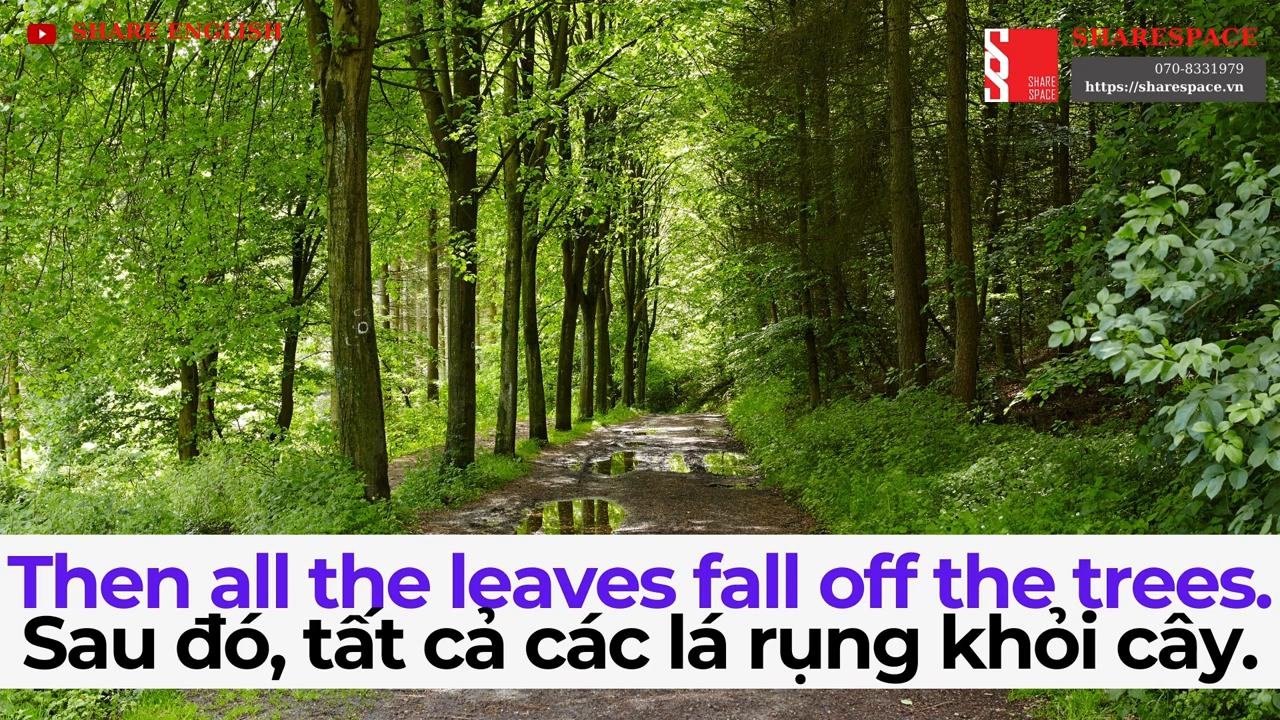 SHARE ENGLISH
SHARE SPACE
SHARESPACE
070-8331979
https://sharespace.vn
Then all the leaves fall off the trees.
Sau đó, tất cả các lá rụng khỏi cây.